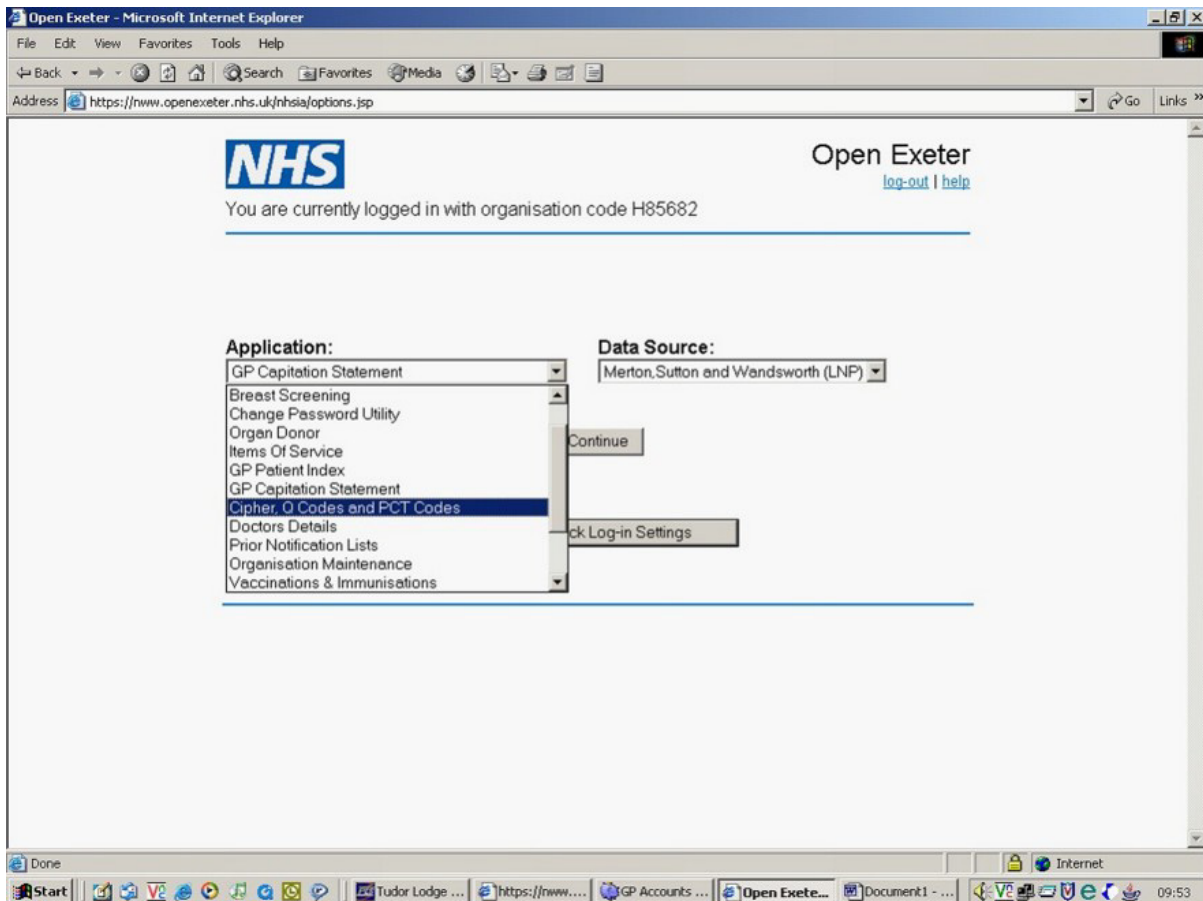 Open Exeter - Microsoft Internet Explorer
File Edit View Favorites Tools Help
Back Search Favorites Media
Address https://nww.openexeter.nhs.uk/nhsia/options.jsp Go Links »
NHS
Open Exeter
log-out | help
You are currently logged in with organisation code H85682
Application: Data Source:
GP Capitation Statement Merton,Sutton and Wandsworth (LNP)
Breast Screening
Change Password Utility
Organ Donor
Items Of Service
GP Patient Index
GP Capitation Statement
Cipher, Q Codes and PCT Codes
Doctors Details
Prior Notification Lists
Organisation Maintenance
Vaccinations & Immunisations
Continue
ck Log-in Settings
Done Internet
Start Tudor Lodge ... https://nww.... GP Accounts ... Open Exete... Document1 - ... 09:53